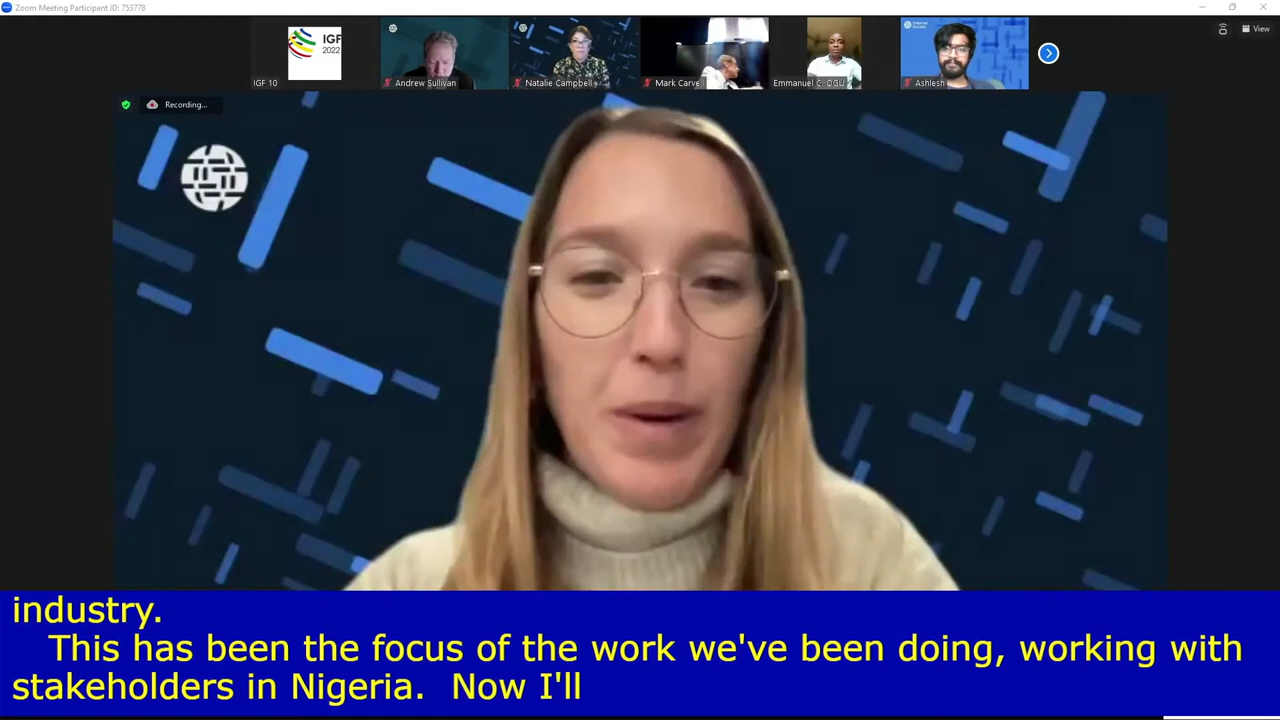 Zoom Meeting Participant ID: 753778
View
IGF
2022
IGF 10
Andrew Sullivan
Natalie Campbell
Mark Carvell
Emmanuel C. OGU
Ashlesh
Recording...
industry.
This has been the focus of the work we've been doing, working with
stakeholders in Nigeria. Now I'll